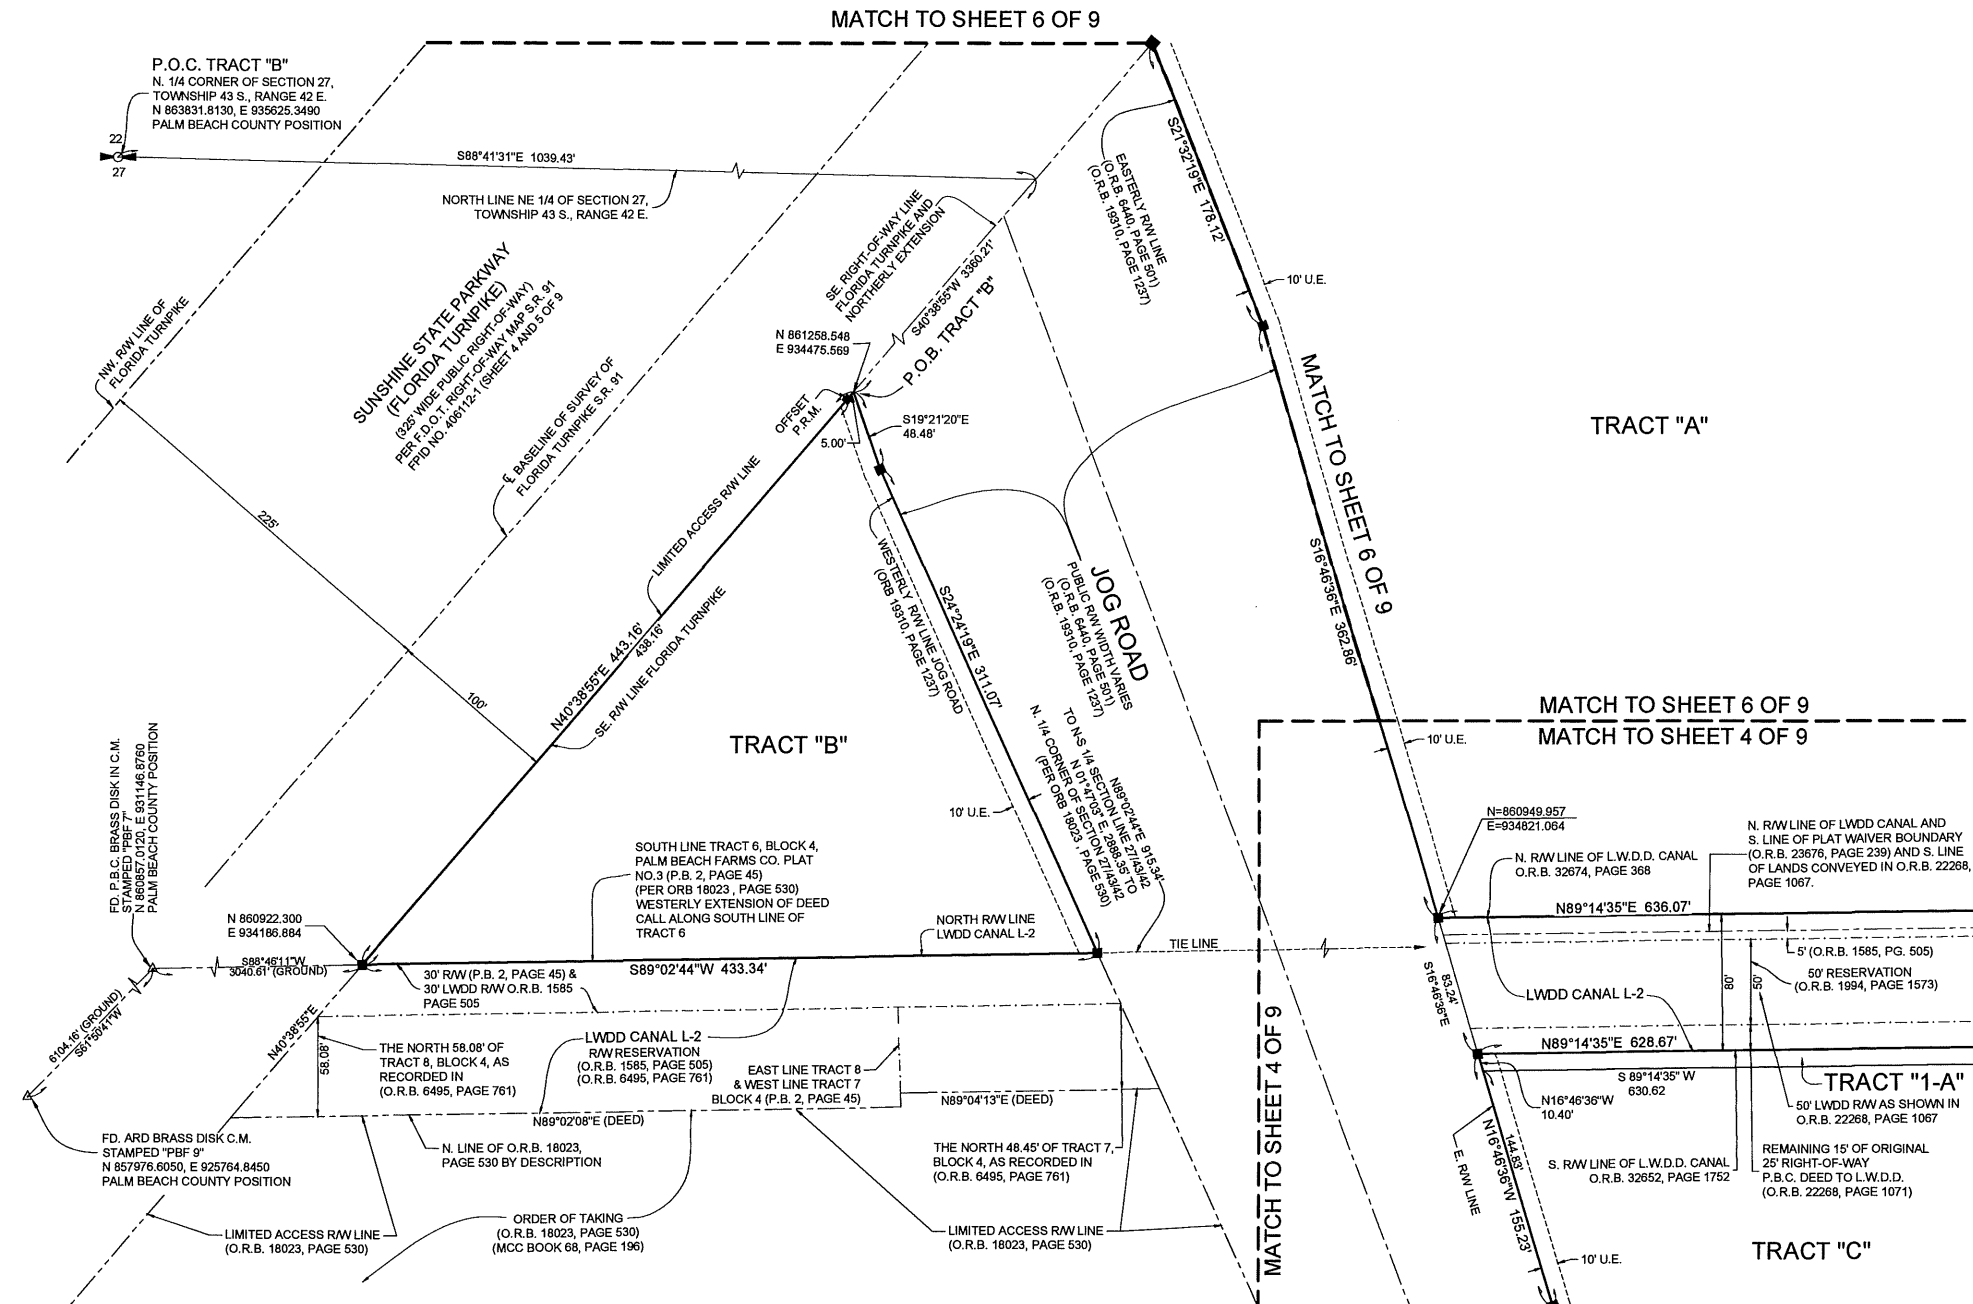 MATCH TO SHEET 6 OF 9
P.O.C. TRACT "B"
N. 1/4 CORNER OF SECTION 27,
TOWNSHIP 43 S., RANGE 42 E.
N 863831.8130, E 935625.3490
PALM BEACH COUNTY POSITION
22
27
S88°41'31"E 1039.43'
NORTH LINE NE 1/4 OF SECTION 27,
TOWNSHIP 43 S., RANGE 42 E.
NW. R/W LINE OF
FLORIDA TURNPIKE
SUNSHINE STATE PARKWAY
(FLORIDA TURNPIKE)
(325' WIDE PUBLIC RIGHT-OF-WAY)
PER F.D.O.T. RIGHT-OF-WAY MAP S.R. 91
FPID NO. 406112-1 (SHEET 4 AND 5 OF 9
℄ BASELINE OF SURVEY OF
FLORIDA TURNPIKE S.R. 91
225'
100'
SE. RIGHT-OF-WAY LINE
FLORIDA TURNPIKE AND
NORTHERLY EXTENSION
S40°38'55"W 3360.21'
P.O.B. TRACT "B"
N 861258.548
E 934475.569
OFFSET
P.R.M.
5.00'
S19°21'20"E
48.48'
LIMITED ACCESS R/W LINE
N40°38'55"E 443.16'
438.16'
SE. R/W LINE FLORIDA TURNPIKE
EASTERLY R/W LINE
(O.R.B. 6440, PAGE 501)
(O.R.B. 19310, PAGE 1237)
S21°32'19"E 178.12'
10' U.E.
MATCH TO SHEET 6 OF 9
S16°46'36"E 362.86'
TRACT "A"
WESTERLY R/W LINE JOG ROAD
(ORB 19310, PAGE 1237)
S24°24'19"E 311.07'
JOG ROAD
PUBLIC R/W WIDTH VARIES
(O.R.B. 6440, PAGE 501)
(O.R.B. 19310, PAGE 1237)
N89°02'44"E 915.34'
TO N-S 1/4 SECTION LINE 27/43/42
N 01°47'03" E, 2888.35' TO
N. 1/4 CORNER OF SECTION 27/43/42
(PER ORB 18023 , PAGE 530)
TRACT "B"
10' U.E.
MATCH TO SHEET 6 OF 9
MATCH TO SHEET 4 OF 9
10' U.E.
FD. P.B.C. BRASS DISK IN C.M.
STAMPED "PBF 7"
N 860857.0120, E 931146.8760
PALM BEACH COUNTY POSITION
N 860922.300
E 934186.884
S88°46'11"W
3040.61' (GROUND)
6104.16' (GROUND)
S61°50'41"W
N40°38'55"E
SOUTH LINE TRACT 6, BLOCK 4,
PALM BEACH FARMS CO. PLAT
NO.3 (P.B. 2, PAGE 45)
(PER ORB 18023 , PAGE 530)
WESTERLY EXTENSION OF DEED
CALL ALONG SOUTH LINE OF
TRACT 6
NORTH R/W LINE
LWDD CANAL L-2
TIE LINE
30' R/W (P.B. 2, PAGE 45) &
30' LWDD R/W O.R.B. 1585
PAGE 505
S89°02'44"W 433.34'
58.08'
THE NORTH 58.08' OF
TRACT 8, BLOCK 4, AS
RECORDED IN
(O.R.B. 6495, PAGE 761)
LWDD CANAL L-2
R/W RESERVATION
(O.R.B. 1585, PAGE 505)
(O.R.B. 6495, PAGE 761)
EAST LINE TRACT 8
& WEST LINE TRACT 7
BLOCK 4 (P.B. 2, PAGE 45)
N89°02'08"E (DEED)
N89°04'13"E (DEED)
FD. ARD BRASS DISK C.M.
STAMPED "PBF 9"
N 857976.6050, E 925764.8450
PALM BEACH COUNTY POSITION
N. LINE OF O.R.B. 18023,
PAGE 530 BY DESCRIPTION
THE NORTH 48.45' OF TRACT 7,
BLOCK 4, AS RECORDED IN
(O.R.B. 6495, PAGE 761)
LIMITED ACCESS R/W LINE
(O.R.B. 18023, PAGE 530)
ORDER OF TAKING
(O.R.B. 18023, PAGE 530)
(MCC BOOK 68, PAGE 196)
LIMITED ACCESS R/W LINE
(O.R.B. 18023, PAGE 530)
MATCH TO SHEET 4 OF 9
N=860949.957
E=934821.064
N. R/W LINE OF L.W.D.D. CANAL
O.R.B. 32674, PAGE 368
N. R/W LINE OF LWDD CANAL AND
S. LINE OF PLAT WAIVER BOUNDARY
(O.R.B. 23676, PAGE 239) AND S. LINE
OF LANDS CONVEYED IN O.R.B. 22268,
PAGE 1067.
N89°14'35"E 636.07'
5' (O.R.B. 1585, PG. 505)
50' RESERVATION
(O.R.B. 1994, PAGE 1573)
83.24'
S16°46'36"E
LWDD CANAL L-2
80'
50'
N89°14'35"E 628.67'
S 89°14'35" W
630.62
TRACT "1-A"
50' LWDD R/W AS SHOWN IN
O.R.B. 22268, PAGE 1067
N16°46'36"W
10.40'
E. R/W LINE
144.83'
N16°46'36"W 155.23'
S. R/W LINE OF L.W.D.D. CANAL
O.R.B. 32652, PAGE 1752
REMAINING 15' OF ORIGINAL
25' RIGHT-OF-WAY
P.B.C. DEED TO L.W.D.D.
(O.R.B. 22268, PAGE 1071)
10' U.E.
TRACT "C"